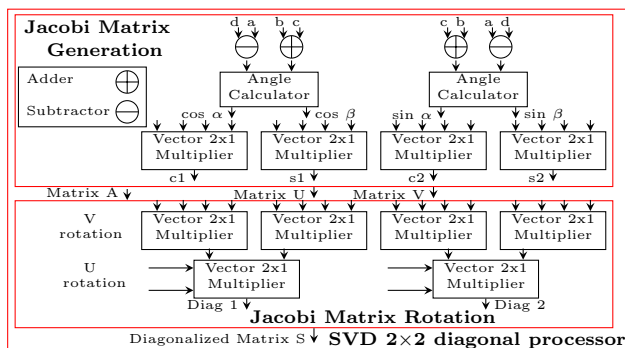 Jacobi Matrix
Generation
d a b c c b a d
Adder
Subtractor
Angle
Calculator
Angle
Calculator
cos α cos β sin α sin β
Vector 2x1
Multiplier
Vector 2x1
Multiplier
Vector 2x1
Multiplier
Vector 2x1
Multiplier
c1 s1 c2 s2
Matrix A Matrix U Matrix V
V
rotation
Vector 2x1
Multiplier
Vector 2x1
Multiplier
Vector 2x1
Multiplier
Vector 2x1
Multiplier
U
rotation
Vector 2x1
Multiplier
Vector 2x1
Multiplier
Diag 1 Diag 2
Jacobi Matrix Rotation
Diagonalized Matrix S SVD 2×2 diagonal processor